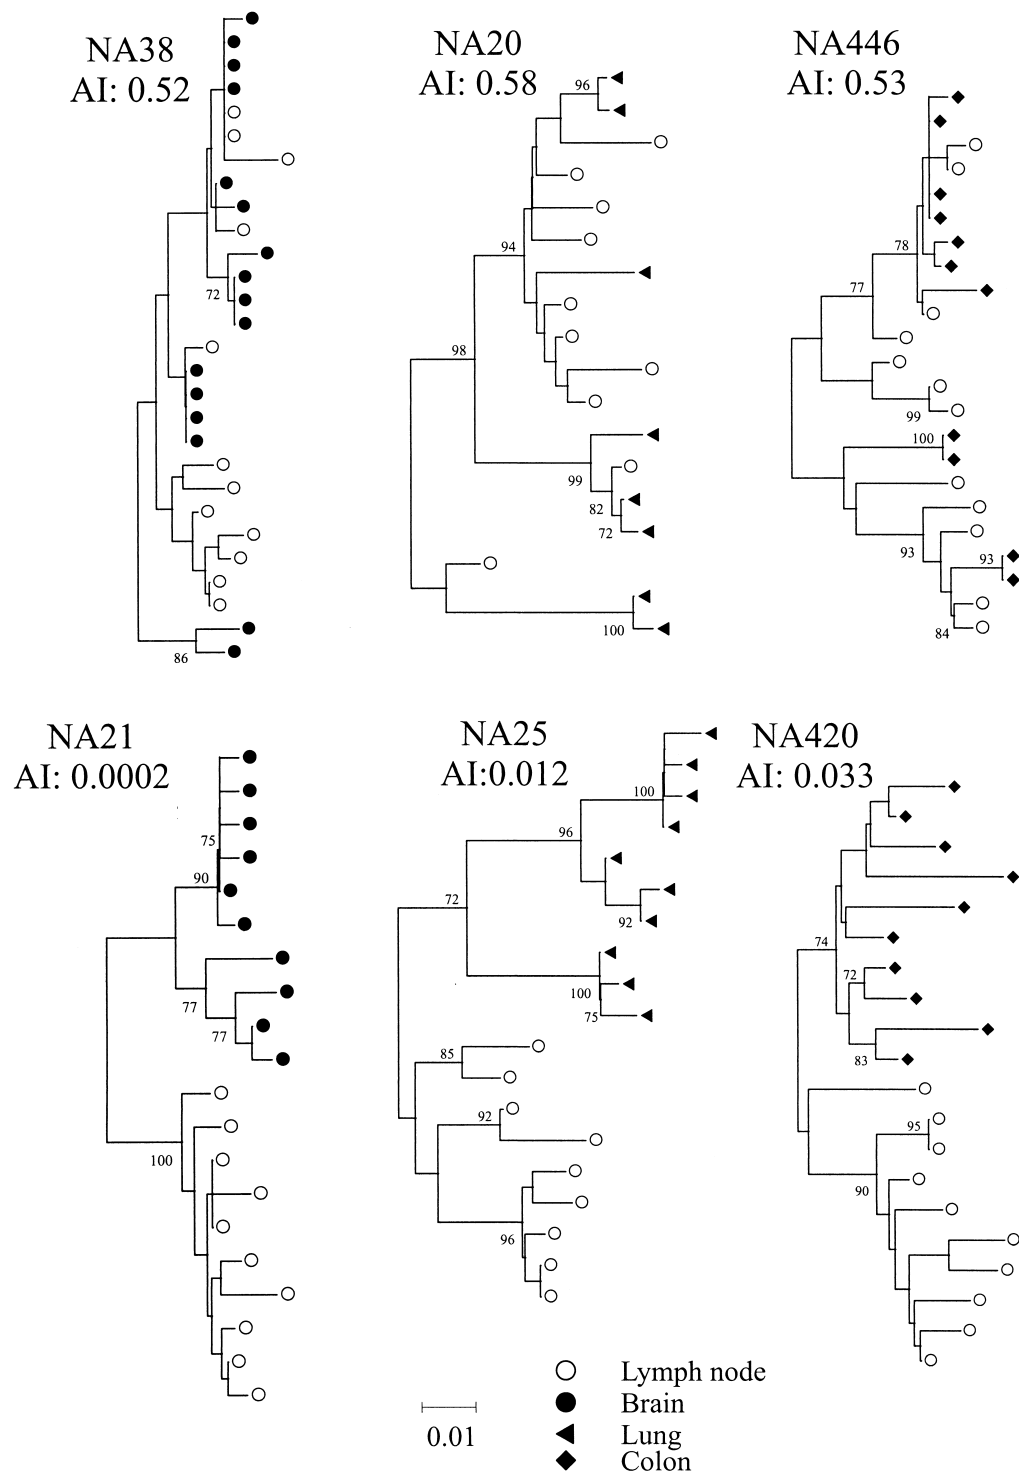 NA38
AI: 0.52
72
86
NA20
AI: 0.58
96
94
98
99
82
72
100
NA446
AI: 0.53
78
77
99
100
93
93
84
NA21
AI: 0.0002
75
90
77
77
100
NA25
AI:0.012
100
96
72
92
100
75
85
92
96
NA420
AI: 0.033
74
72
83
95
90
0.01
Lymph node
Brain
Lung
Colon